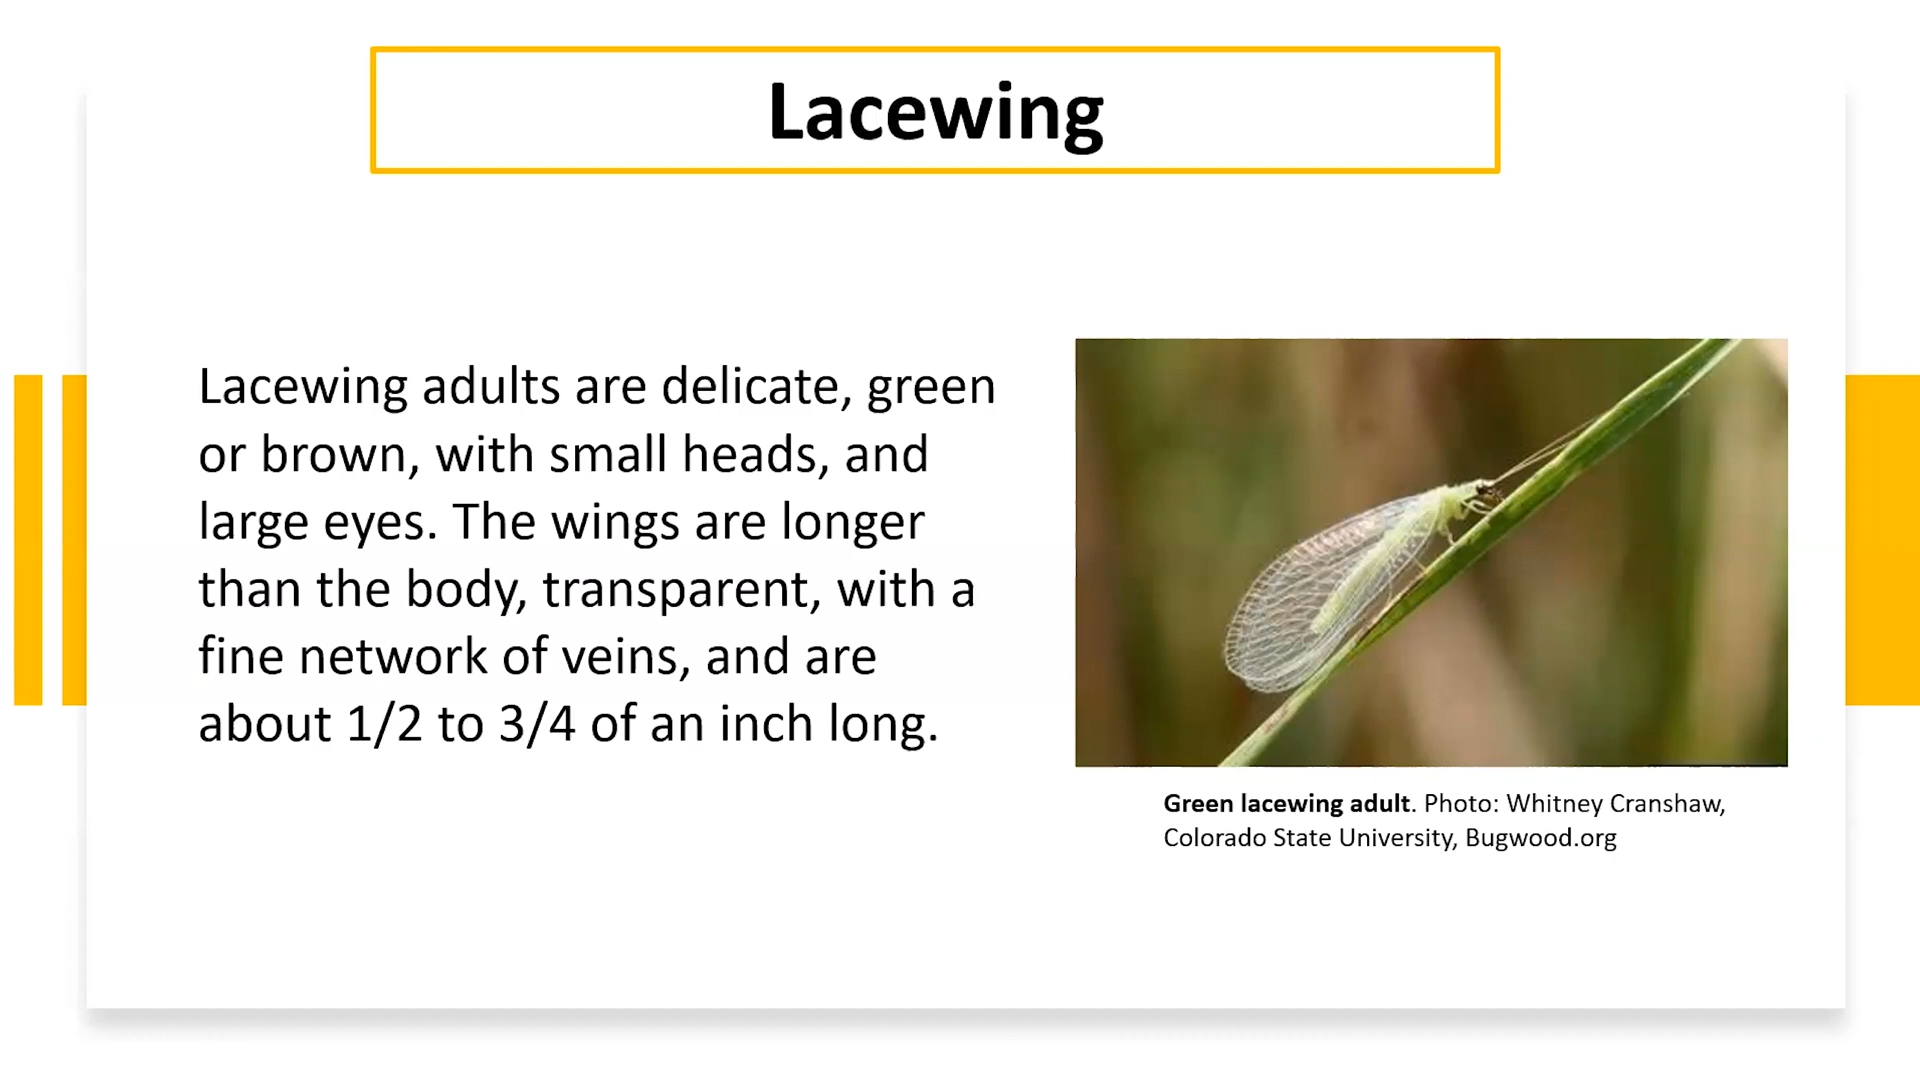 Lacewing
Lacewing adults are delicate, green
or brown, with small heads, and
large eyes. The wings are longer
than the body, transparent, with a
fine network of veins, and are
about 1/2 to 3/4 of an inch long.
Green lacewing adult. Photo: Whitney Cranshaw,
Colorado State University, Bugwood.org